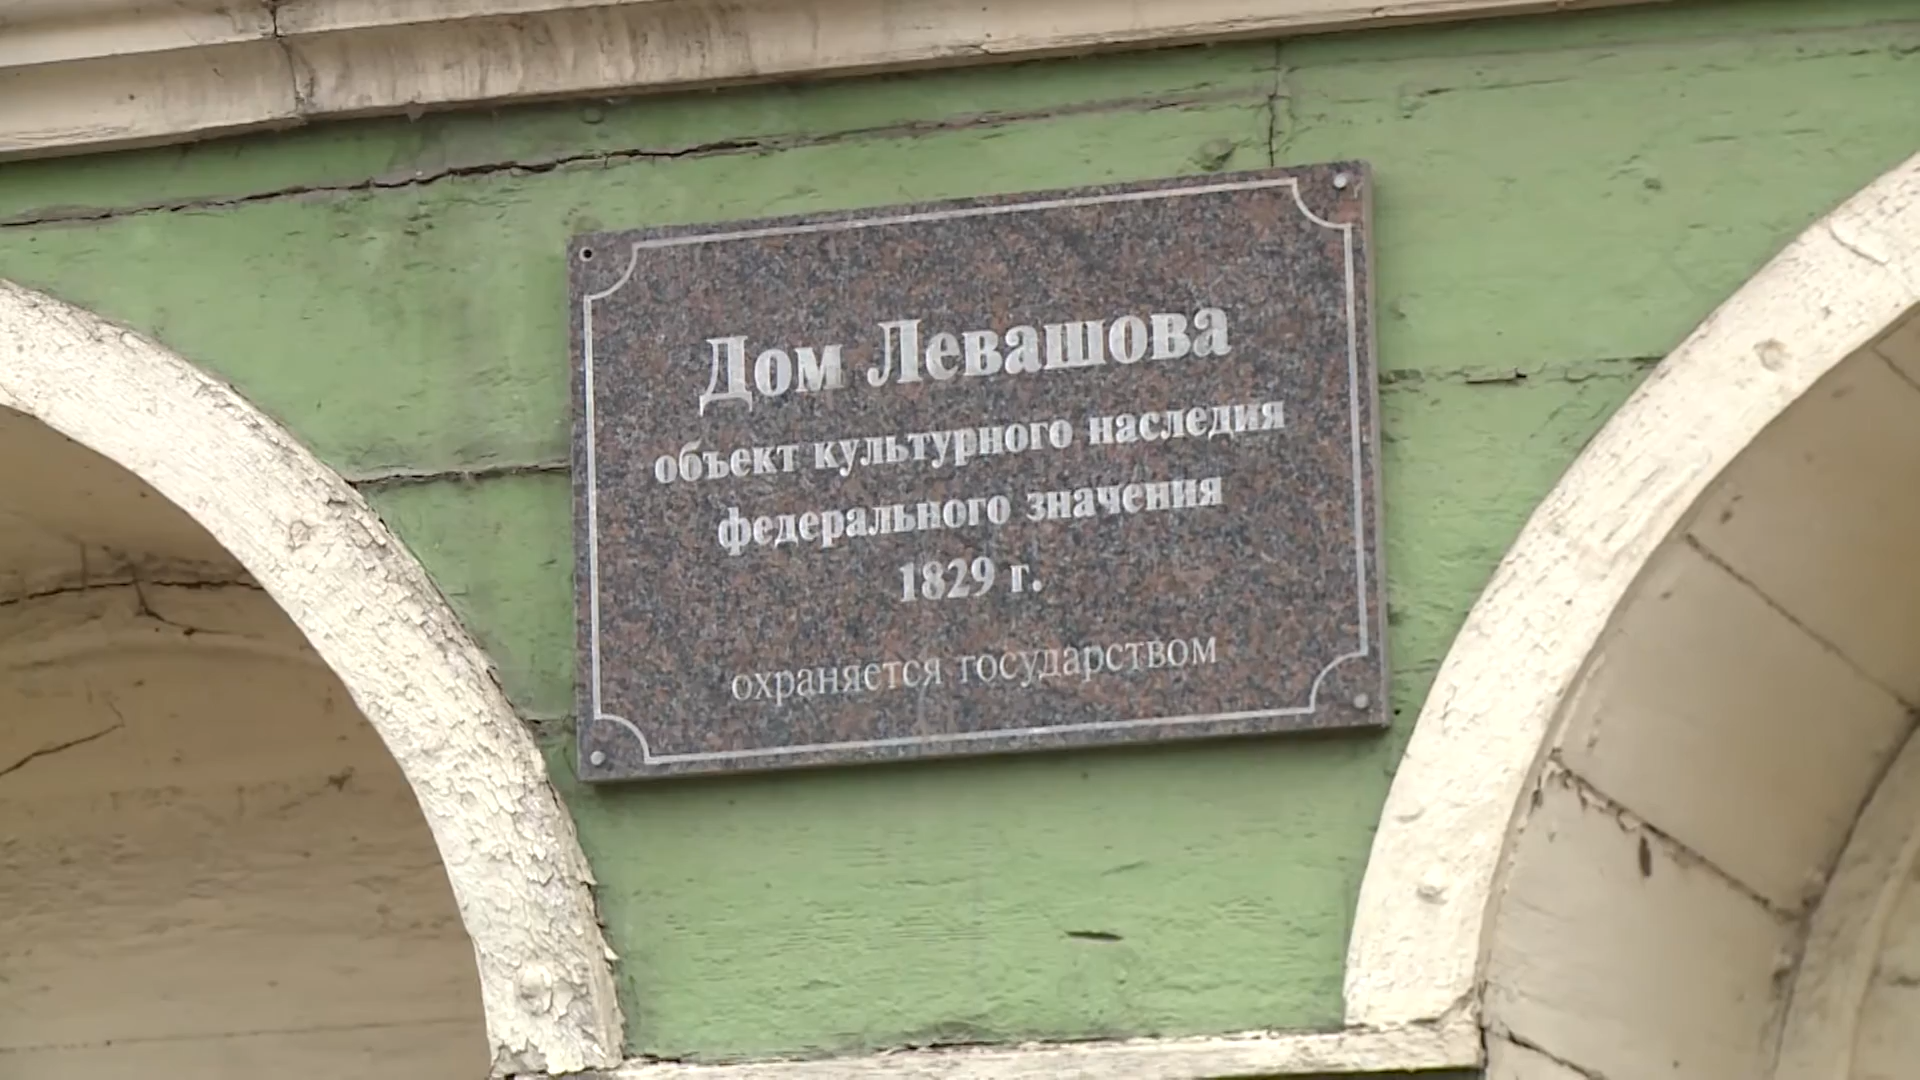 Дом Левашова
объект культурного наследия
федерального значения
1829 г.
охраняется государством